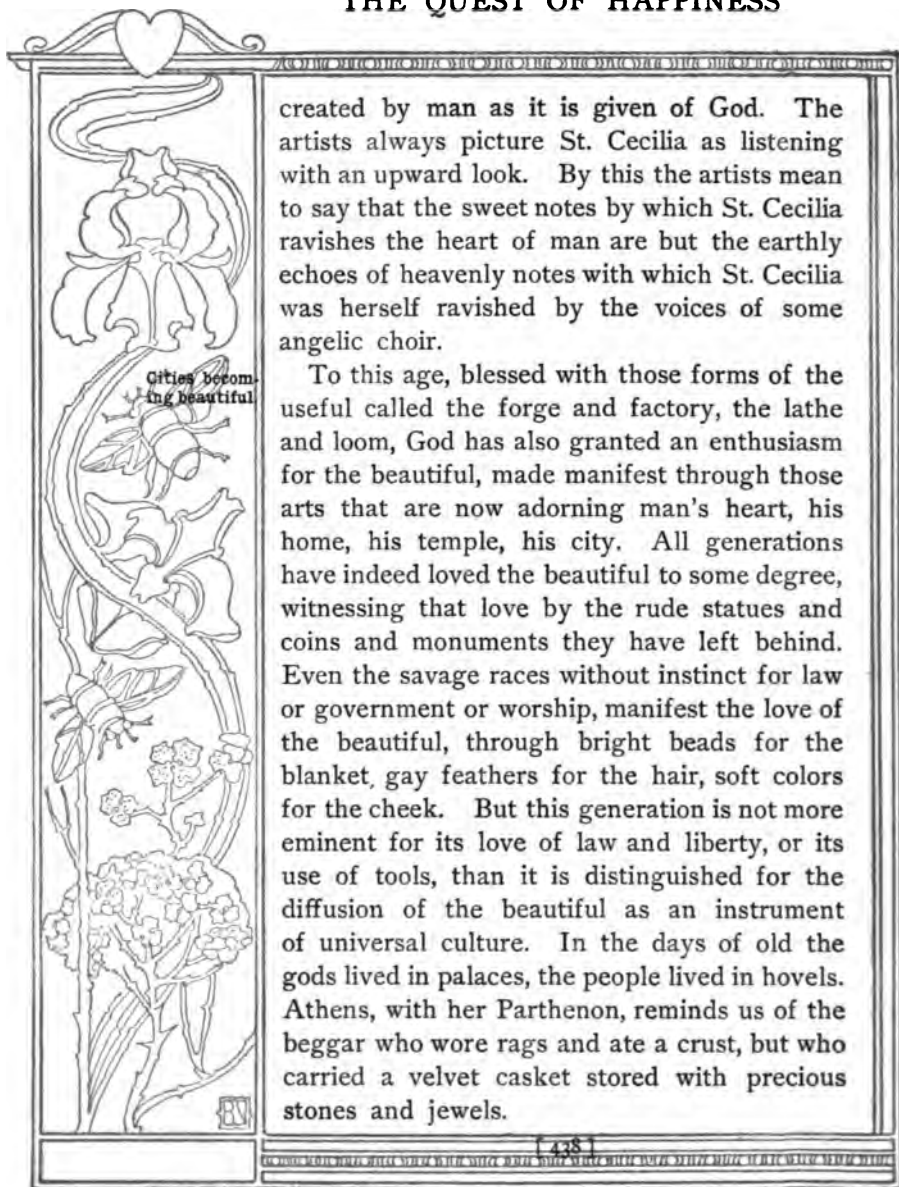 THE QUEST OF HAPPINESS
created by man as it is given of God. The
artists always picture St. Cecilia as listening
with an upward look. By this the artists mean
to say that the sweet notes by which St. Cecilia
ravishes the heart of man are but the earthly
echoes of heavenly notes with which St. Cecilia
was herself ravished by the voices of some
angelic choir.
Cities becom-
ing beautiful
To this age, blessed with those forms of the
useful called the forge and factory, the lathe
and loom, God has also granted an enthusiasm
for the beautiful, made manifest through those
arts that are now adorning man's heart, his
home, his temple, his city. All generations
have indeed loved the beautiful to some degree,
witnessing that love by the rude statues and
coins and monuments they have left behind.
Even the savage races without instinct for law
or government or worship, manifest the love of
the beautiful, through bright beads for the
blanket, gay feathers for the hair, soft colors
for the cheek. But this generation is not more
eminent for its love of law and liberty, or its
use of tools, than it is distinguished for the
diffusion of the beautiful as an instrument
of universal culture. In the days of old the
gods lived in palaces, the people lived in hovels.
Athens, with her Parthenon, reminds us of the
beggar who wore rags and ate a crust, but who
carried a velvet casket stored with precious
stones and jewels.
[438]